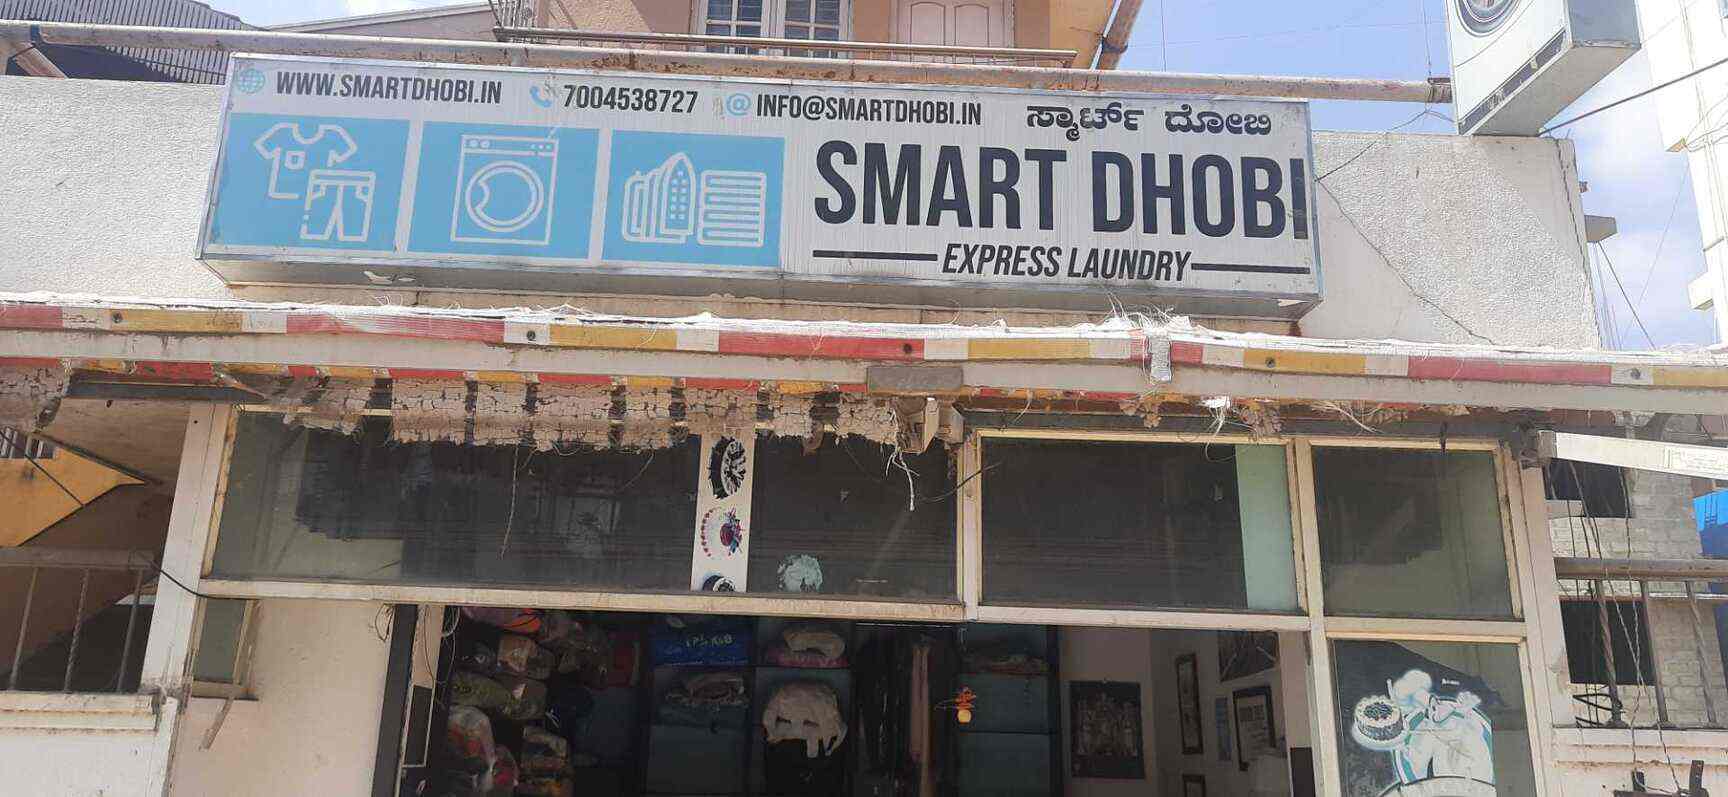 WWW.SMARTDHOBI.IN 7004538727 @ INFO@SMARTDHOBI.IN ಸ್ಮಾರ್ಟ್ ದೋಬಿ
SMART DHOBI
EXPRESS LAUNDRY